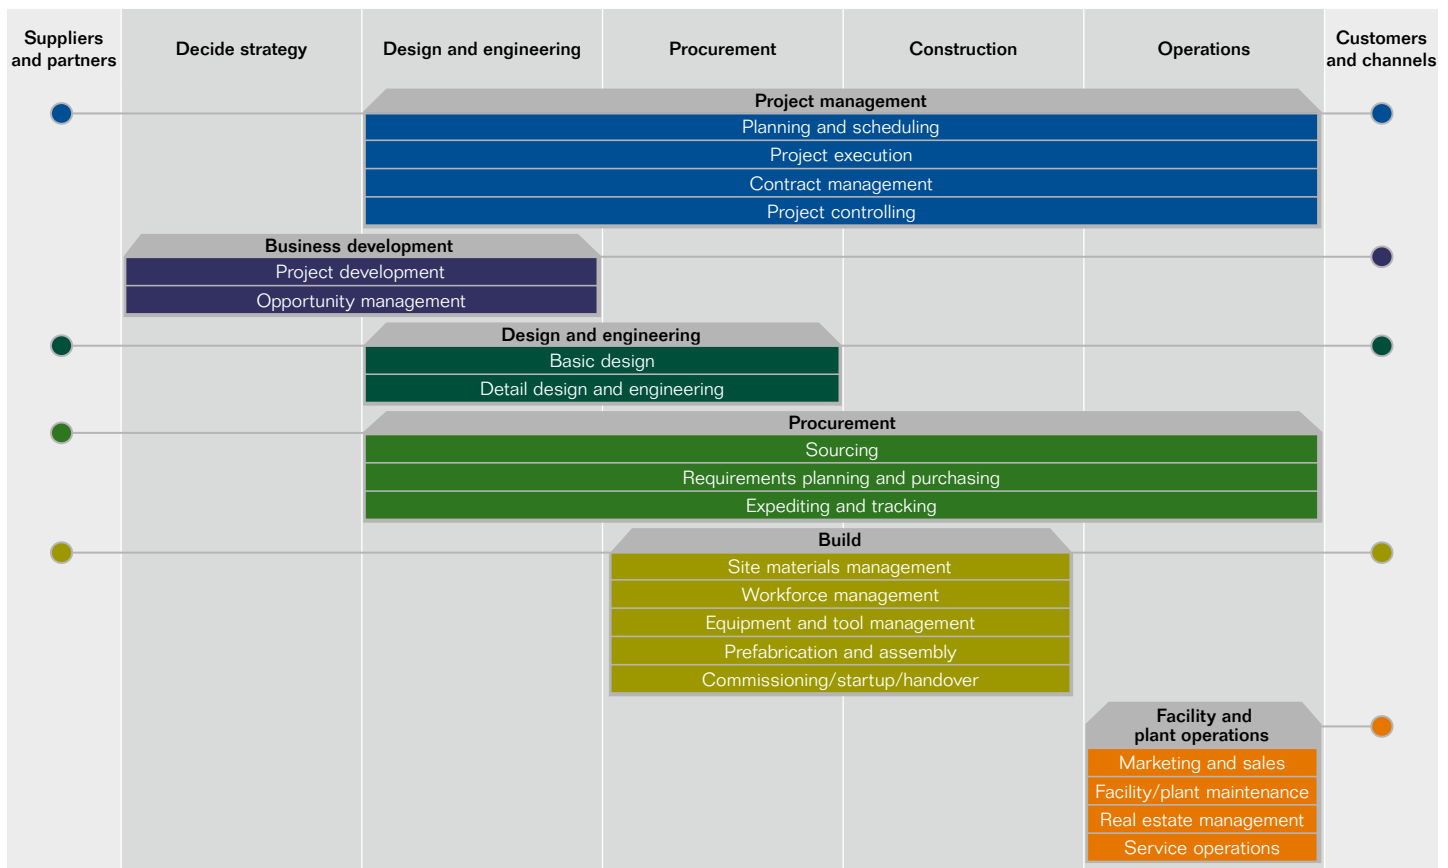 Suppliers
and partners
Decide strategy
Design and engineering
Procurement
Construction
Operations
Customers
and channels
Project management
Planning and scheduling
Project execution
Contract management
Project controlling
Business development
Project development
Opportunity management
Design and engineering
Basic design
Detail design and engineering
Procurement
Sourcing
Requirements planning and purchasing
Expediting and tracking
Build
Site materials management
Workforce management
Equipment and tool management
Prefabrication and assembly
Commissioning/startup/handover
Facility and
plant operations
Marketing and sales
Facility/plant maintenance
Real estate management
Service operations